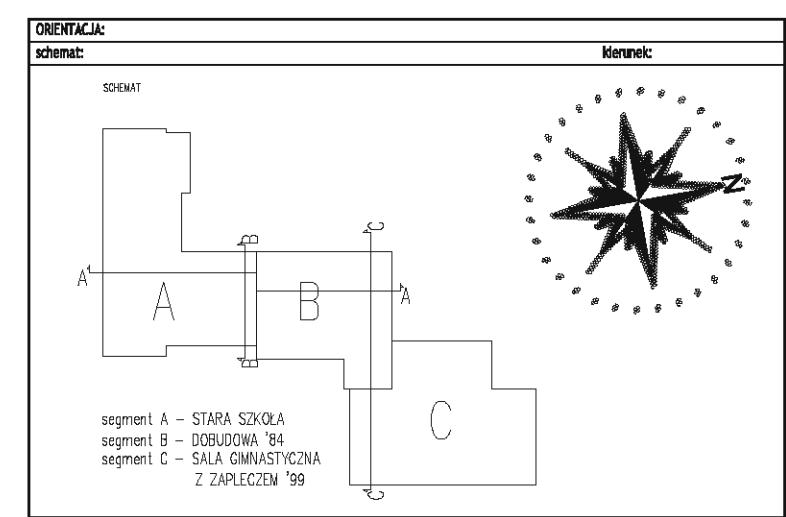 ORIENTACJA:
schemat: kierunek:
SCHEMAT
N
C
B
A
A
B
A
B
C
segment A – STARA SZKOŁA
segment B – DOBUDOWA '84
segment C – SALA GIMNASTYCZNA
Z ZAPLECZEM '99
C